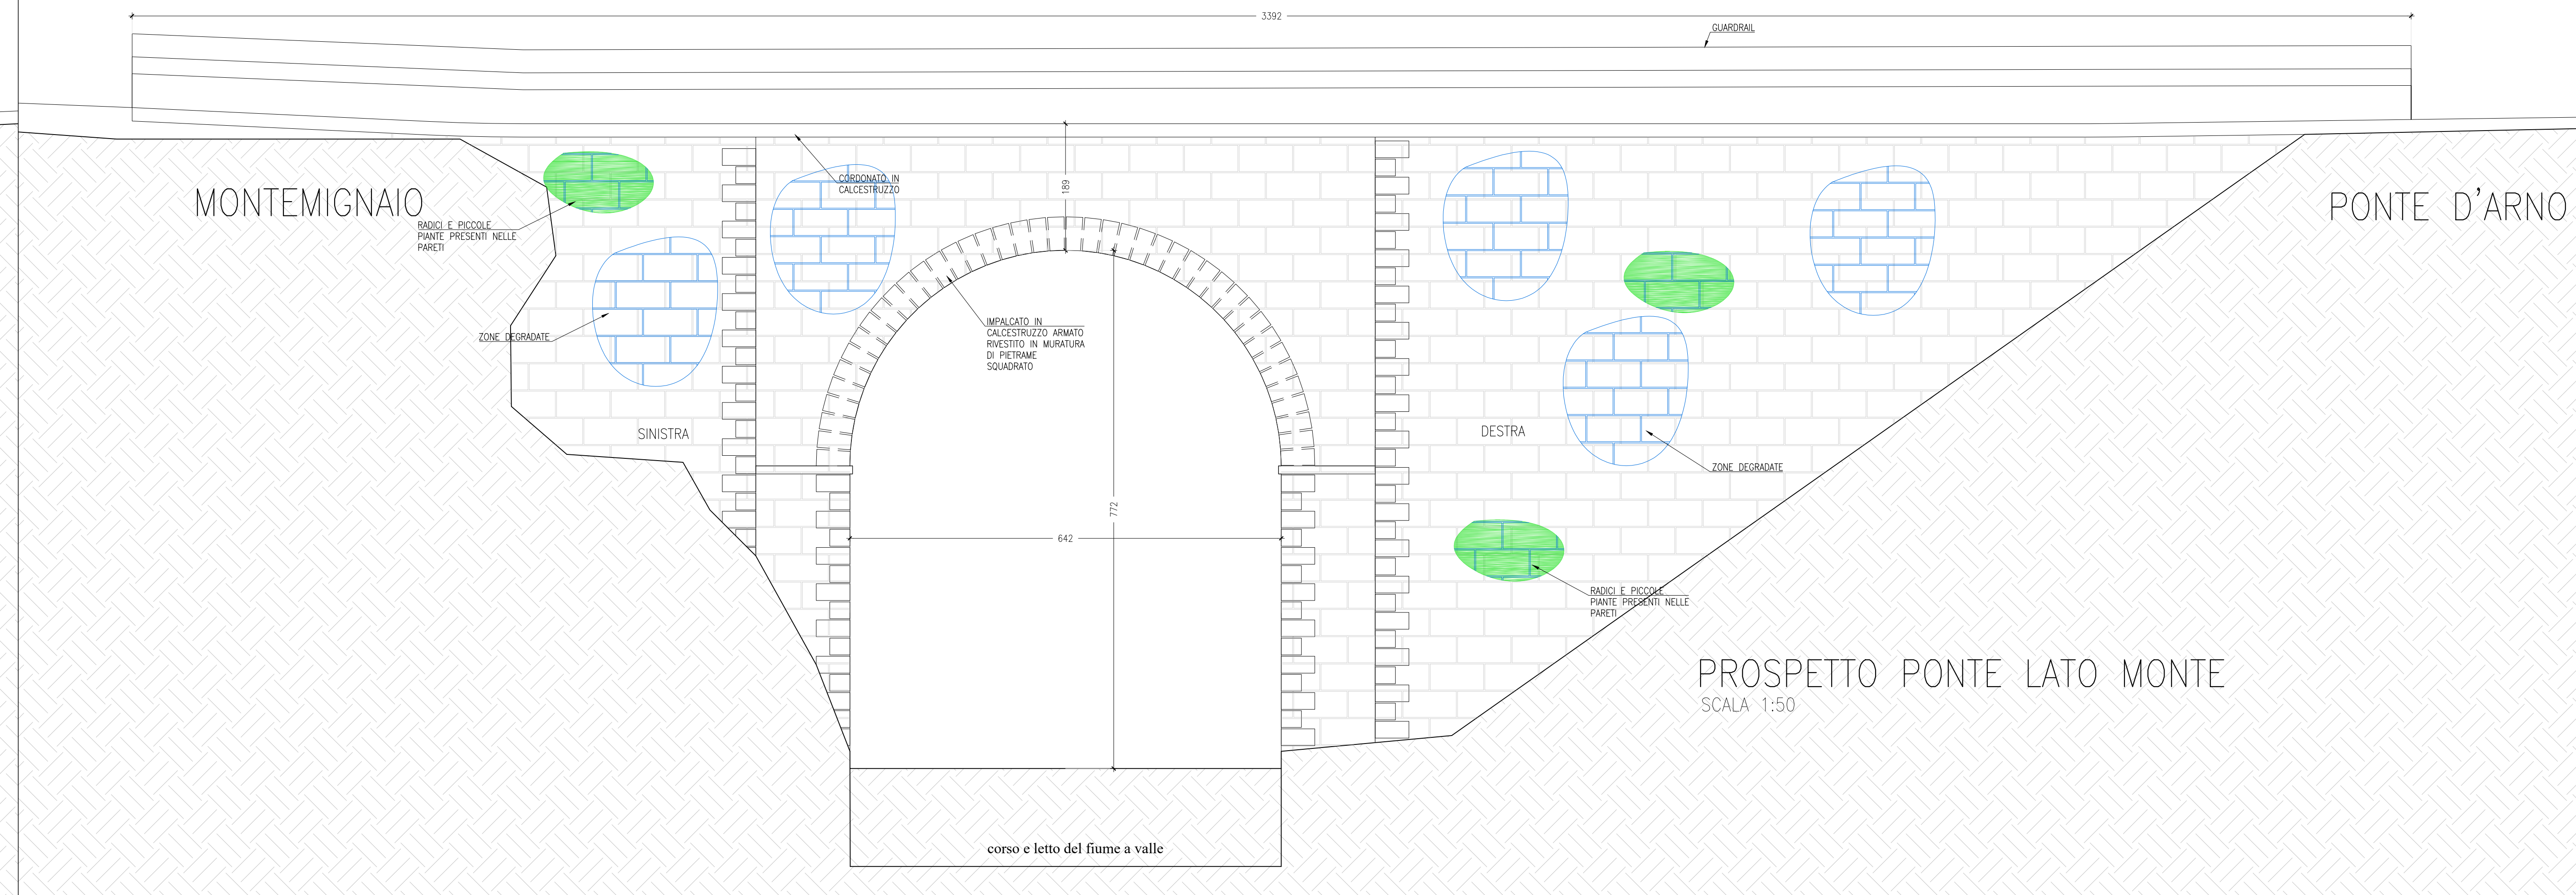 3392
GUARDRAIL
MONTEMIGNAIO
PONTE D'ARNO
CORDONATO IN
CALCESTRUZZO
189
RADICI E PICCOLE
PIANTE PRESENTI NELLE
PARETI
ZONE DEGRADATE
IMPALCATO IN
CALCESTRUZZO ARMATO
RIVESTITO IN MURATURA
DI PIETRAME
SQUADRATO
SINISTRA
DESTRA
ZONE DEGRADATE
772
642
RADICI E PICCOLE
PIANTE PRESENTI NELLE
PARETI
PROSPETTO PONTE LATO MONTE
SCALA 1:50
corso e letto del fiume a valle